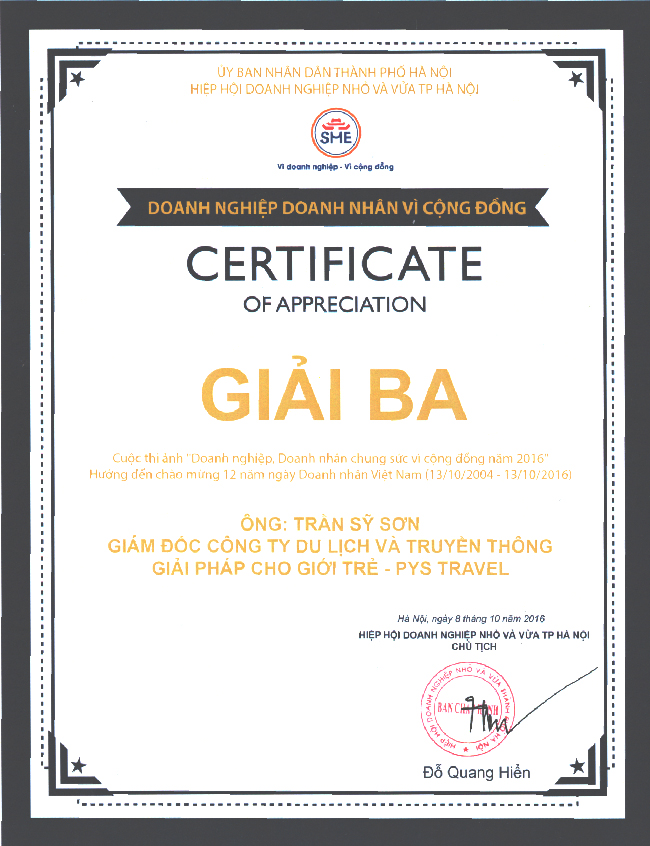 ỦY BAN NHÂN DÂN THÀNH PHỐ HÀ NỘI
HIỆP HỘI DOANH NGHIỆP NHỎ VÀ VỪA TP HÀ NỘI
SME
Vì doanh nghiệp - Vì cộng đồng
DOANH NGHIỆP DOANH NHÂN VÌ CỘNG ĐỒNG
CERTIFICATE
OF APPRECIATION
GIẢI BA
Cuộc thi ảnh "Doanh nghiệp, Doanh nhân chung sức vì cộng đồng năm 2016"
Hướng đến chào mừng 12 năm ngày Doanh nhân Việt Nam (13/10/2004 - 13/10/2016)
ÔNG: TRẦN SỸ SƠN
GIÁM ĐỐC CÔNG TY DU LỊCH VÀ TRUYỀN THÔNG
GIẢI PHÁP CHO GIỚI TRẺ - PYS TRAVEL
Hà Nội, ngày 8 tháng 10 năm 2016
HIỆP HỘI DOANH NGHIỆP NHỎ VÀ VỪA TP HÀ NỘI
CHỦ TỊCH
HIỆP HỘI DOANH NGHIỆP NHỎ VÀ VỪA THÀNH PHỐ HÀ NỘI
BAN CHẤP HÀNH
Đỗ Quang Hiển